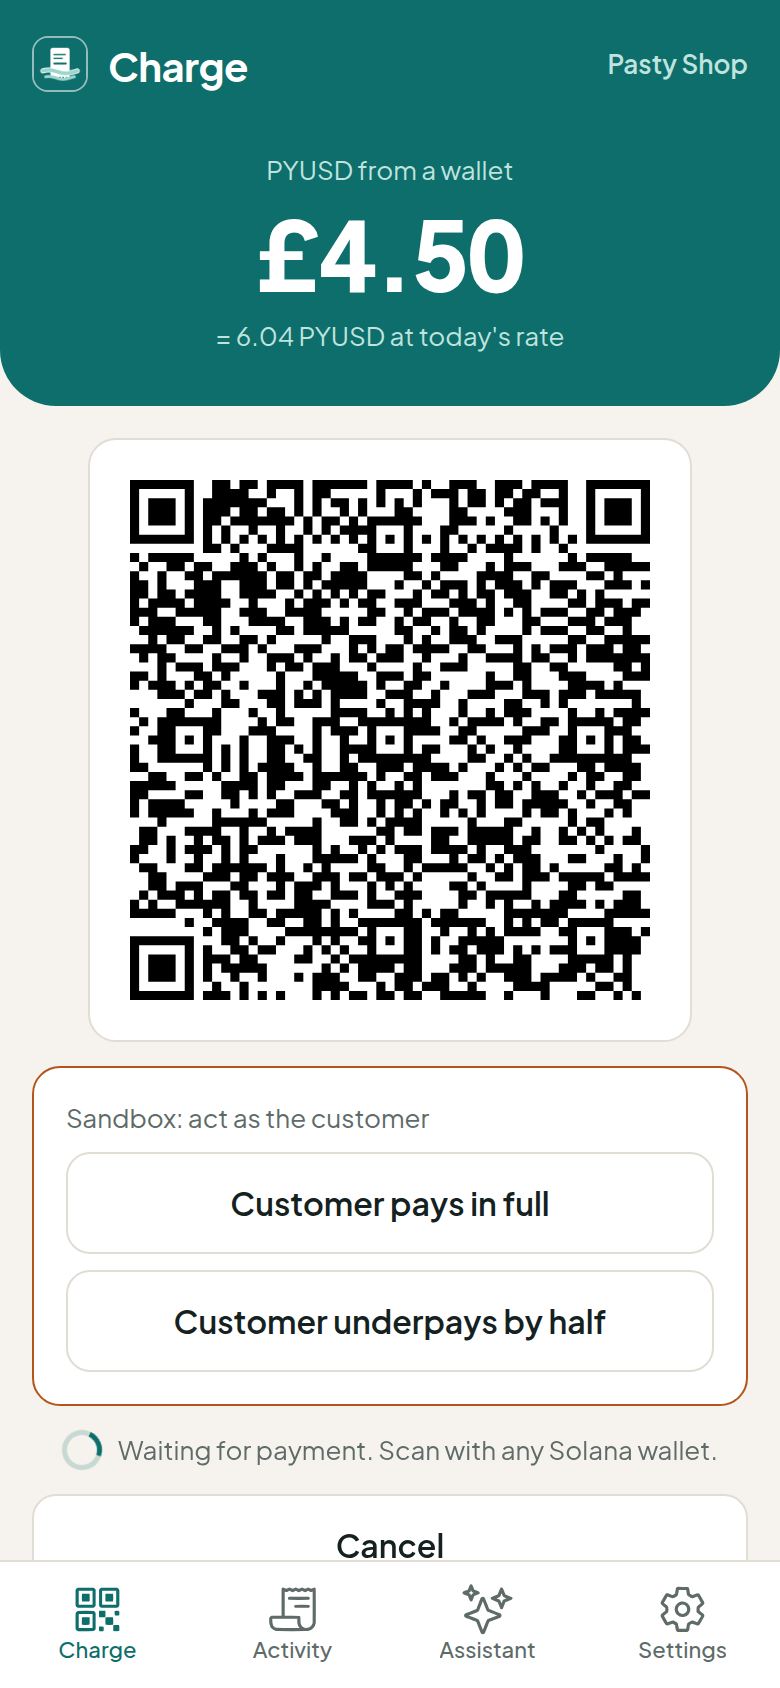 Charge
Pasty Shop
PYUSD from a wallet
£4.50
= 6.04 PYUSD at today's rate
Sandbox: act as the customer
Customer pays in full
Customer underpays by half
Waiting for payment. Scan with any Solana wallet.
Cancel
Charge
Activity
Assistant
Settings